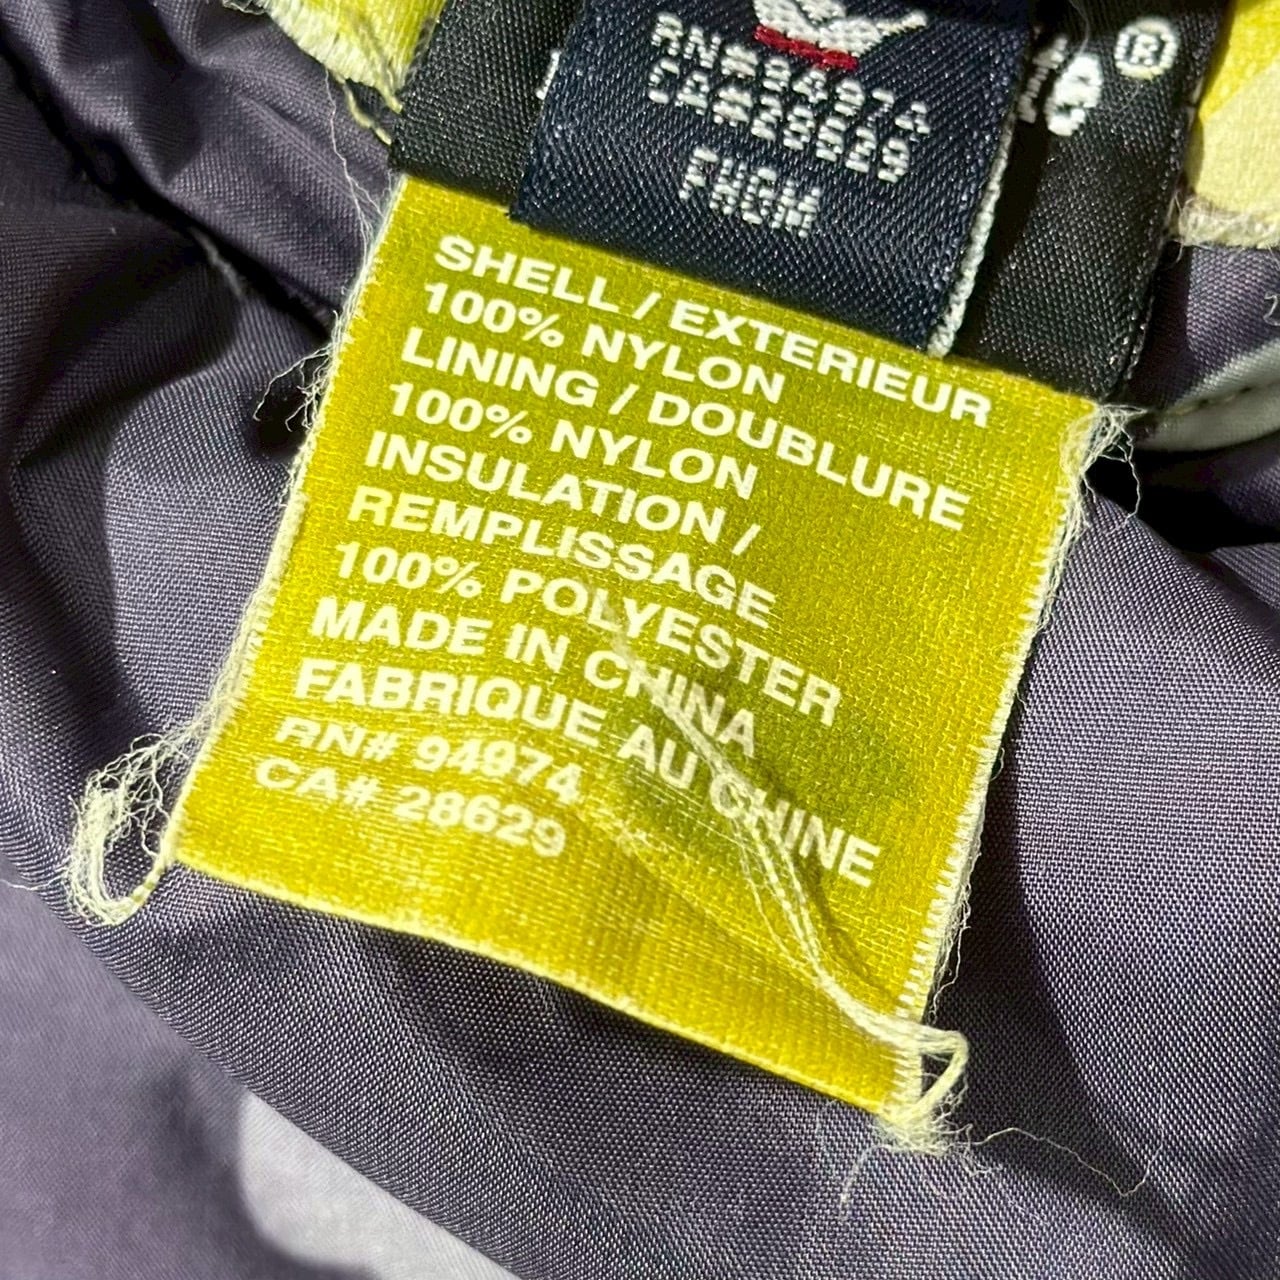 RN#94974
CA#28629
FHGM
®
SHELL / EXTERIEUR
100% NYLON
LINING / DOUBLURE
100% NYLON
INSULATION /
REMPLISSAGE
100% POLYESTER
MADE IN CHINA
FABRIQUE AU CHINE
RN# 94974
CA# 28629